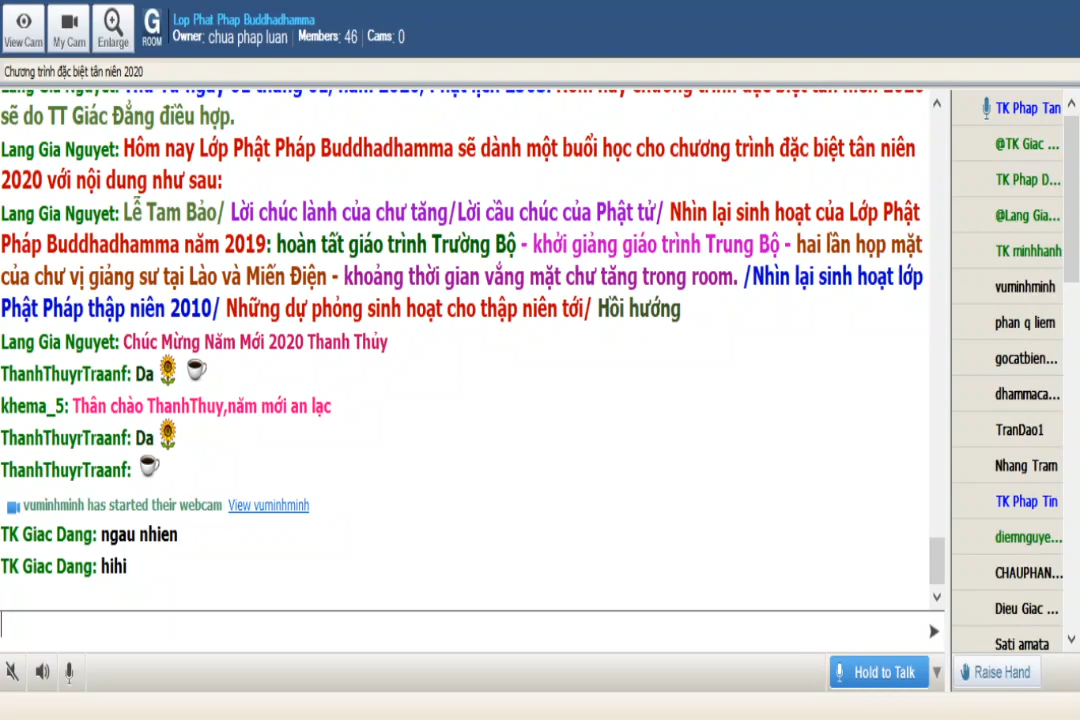 View Cam
My Cam
Enlarge
G
ROOM
Lop Phat Phap Buddhadhamma
Owner: chua phap luan | Members: 46 | Cams: 0
Chương trình đặc biệt tân niên 2020
Lang Gia Nguyet:
sẽ do TT Giác Đẳng điều hợp.
Lang Gia Nguyet: Hôm nay Lớp Phật Pháp Buddhadhamma sẽ dành một buổi học cho chương trình đặc biệt tân niên
2020 với nội dung như sau:
Lang Gia Nguyet: Lễ Tam Bảo/ Lời chúc lành của chư tăng/Lời cầu chúc của Phật tử/ Nhìn lại sinh hoạt của Lớp Phật
Pháp Buddhadhamma năm 2019: hoàn tất giáo trình Trường Bộ - khởi giảng giáo trình Trung Bộ - hai lần họp mặt
của chư vị giảng sư tại Lào và Miến Điện - khoảng thời gian vắng mặt chư tăng trong room. /Nhìn lại sinh hoạt lớp
Phật Pháp thập niên 2010/ Những dự phỏng sinh hoạt cho thập niên tới/ Hồi hướng
Lang Gia Nguyet: Chúc Mừng Năm Mới 2020 Thanh Thủy
ThanhThuyrTraanf: Da
khema_5: Thân chào ThanhThuy,năm mới an lạc
ThanhThuyrTraanf: Da
ThanhThuyrTraanf:
vuminhminh has started their webcam View vuminhminh
TK Giac Dang: ngau nhien
TK Giac Dang: hihi
TK Phap Tan
@TK Giac ...
TK Phap D...
@Lang Gia...
TK minhhanh
vuminhminh
phan q liem
gocatbien...
dhammaca...
TranDao1
Nhang Tram
TK Phap Tin
diemnguye...
CHAUPHAN...
Dieu Giac ...
Sati amata
Hold to Talk
Raise Hand